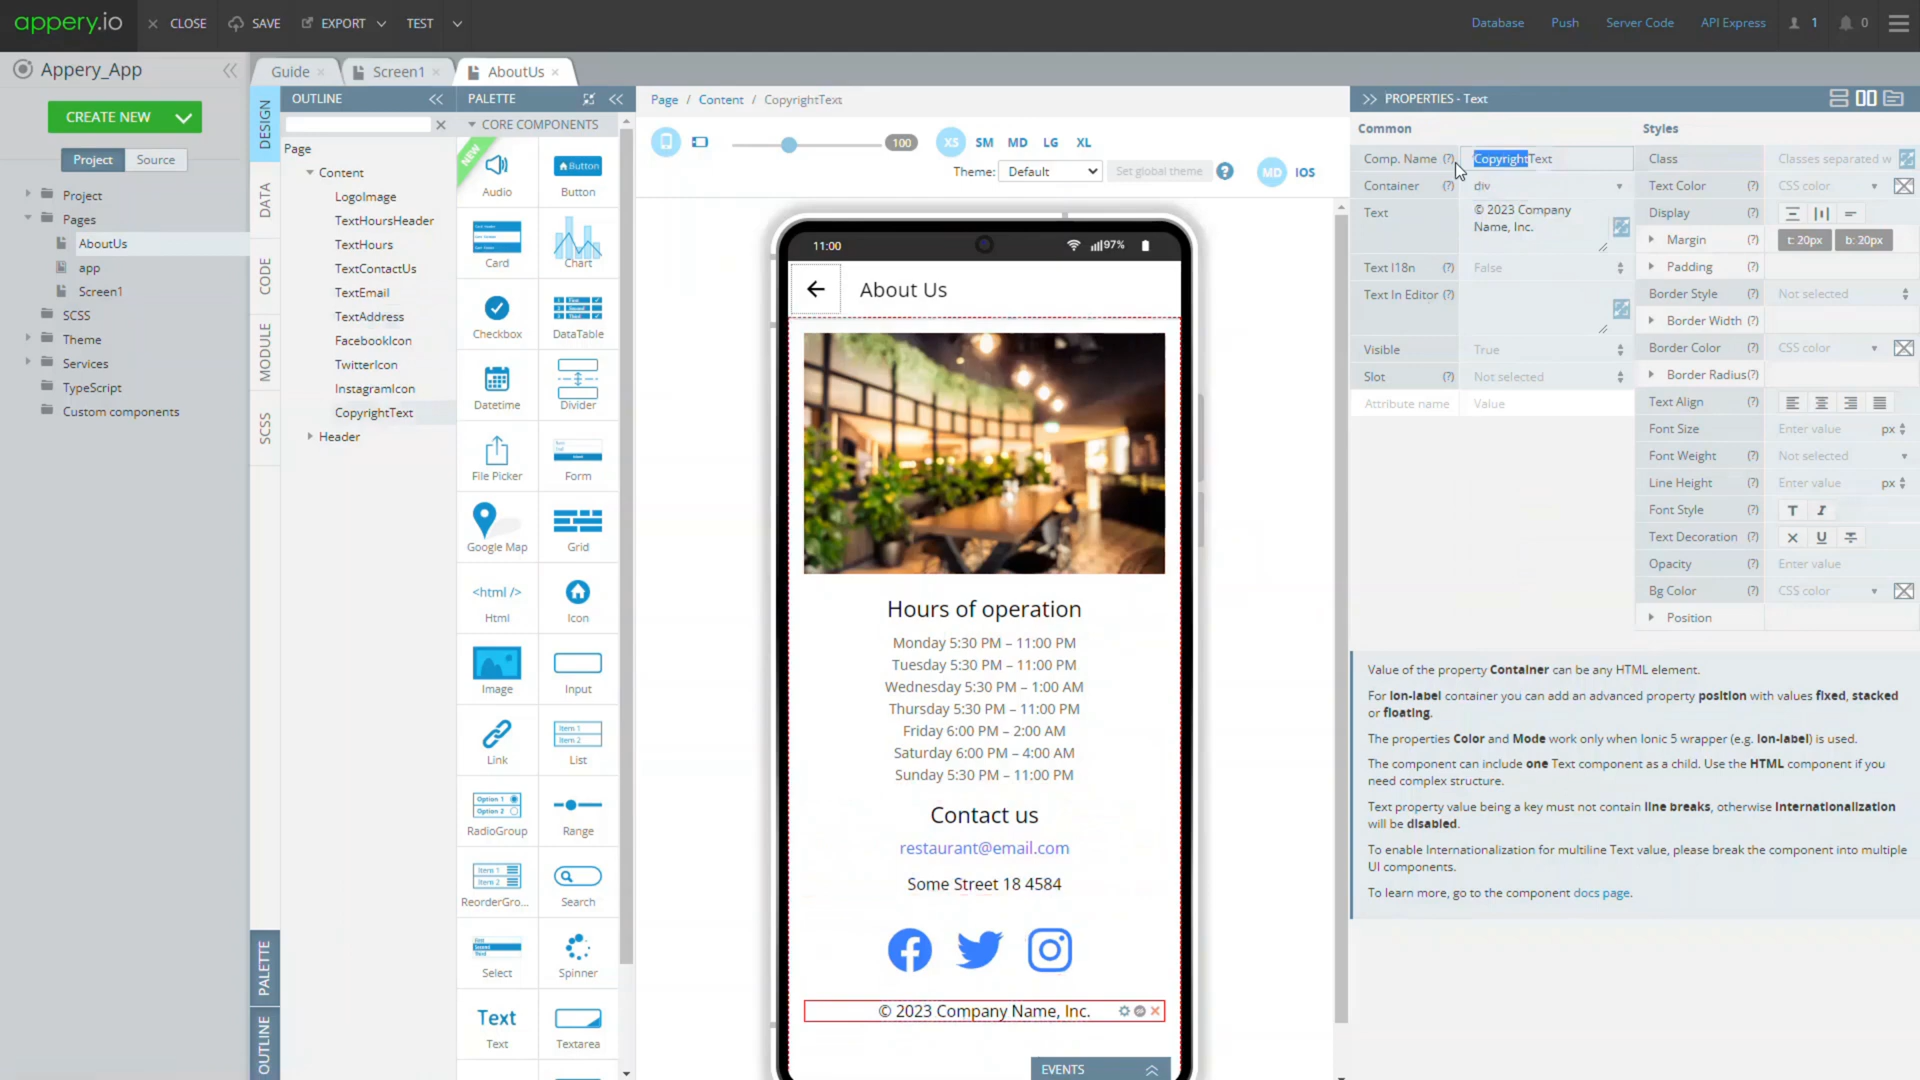 appery.io
CLOSE SAVE EXPORT TEST
Database Push Server Code API Express 1 0
Appery_App
CREATE NEW
Project Source
Project
Pages
AboutUs
app
Screen1
SCSS
Theme
Services
TypeScript
Custom components
DESIGN
DATA
CODE
MODULE
SCSS
PALETTE
OUTLINE
Guide Screen1 AboutUs
OUTLINE
Page
Content
LogoImage
TextHoursHeader
TextHours
TextContactUs
TextEmail
TextAddress
FacebookIcon
TwitterIcon
InstagramIcon
CopyrightText
Header
PALETTE
CORE COMPONENTS
NEW
Audio
Button
Button
Card
Chart
Checkbox
DataTable
Datetime
Divider
File Picker
Form
Google Map
Grid
<html />
Html
Icon
Image
Input
Link
Item 1
Item 2
List
Option 1
Option 2
RadioGroup
Range
Item 1
Item 2
ReorderGro...
Search
Select
Spinner
Text
Text
Textarea
Page / Content / CopyrightText
100 XS SM MD LG XL
Theme: Default Set global theme ? MD IOS
11:00 97%
About Us
Hours of operation
Monday 5:30 PM – 11:00 PM
Tuesday 5:30 PM – 11:00 PM
Wednesday 5:30 PM – 1:00 AM
Thursday 5:30 PM – 11:00 PM
Friday 6:00 PM – 2:00 AM
Saturday 6:00 PM – 4:00 AM
Sunday 5:30 PM – 11:00 PM
Contact us
restaurant@email.com
Some Street 18 4584
© 2023 Company Name, Inc.
EVENTS
PROPERTIES - Text
Common
Comp. Name (?) CopyrightText
Container (?) div
Text © 2023 Company
Name, Inc.
Text I18n (?) False
Text In Editor (?)
Visible True
Slot (?) Not selected
Attribute name Value
Styles
Class Classes separated w
Text Color (?) CSS color
Display (?)
Margin (?) t: 20px b: 20px
Padding (?)
Border Style (?) Not selected
Border Width (?)
Border Color (?) CSS color
Border Radius(?)
Text Align (?)
Font Size (?) Enter value px
Font Weight (?) Not selected
Line Height (?) Enter value px
Font Style (?) T I
Text Decoration (?) U
Opacity (?) Enter value
Bg Color (?) CSS color
Position
Value of the property Container can be any HTML element.
For Ion-label container you can add an advanced property position with values fixed, stacked
or floating.
The properties Color and Mode work only when Ionic 5 wrapper (e.g. Ion-label) is used.
The component can include one Text component as a child. Use the HTML component if you
need complex structure.
Text property value being a key must not contain line breaks, otherwise Internationalization
will be disabled.
To enable Internationalization for multiline Text value, please break the component into multiple
UI components.
To learn more, go to the component docs page.